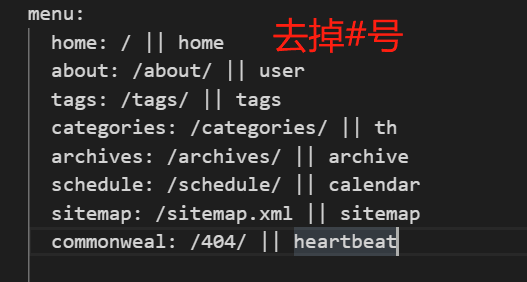 menu:
home: / || home
去掉#号
about: /about/ || user
tags: /tags/ || tags
categories: /categories/ || th
archives: /archives/ || archive
schedule: /schedule/ || calendar
sitemap: /sitemap.xml || sitemap
commonweal: /404/ || heartbeat